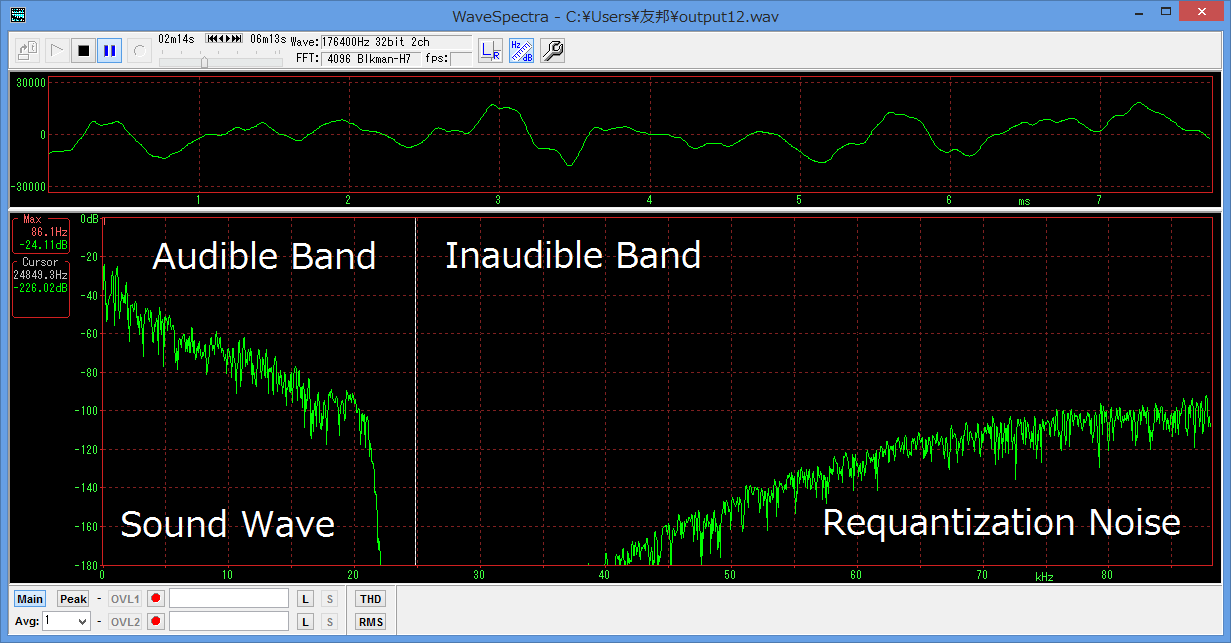 WaveSpectra - C:¥Users¥友邦¥output12.wav
02m14s 06m13s Wave: 176400Hz 32bit 2ch
FFT: 4096 Blkman-H7 fps:
L R Hz dB
30000
0
-30000
1 2 3 4 5 6 ms 7
Max
86.1Hz
-24.11dB
Cursor
24849.3Hz
-226.02dB
0dB
-20
-40
-60
-80
-100
-120
-140
-160
-180
Audible Band Inaudible Band
Sound Wave Requantization Noise
0 10 20 30 40 50 60 70 kHz 80
Main Peak - OVL1 L S THD
Avg: 1 - OVL2 L S RMS